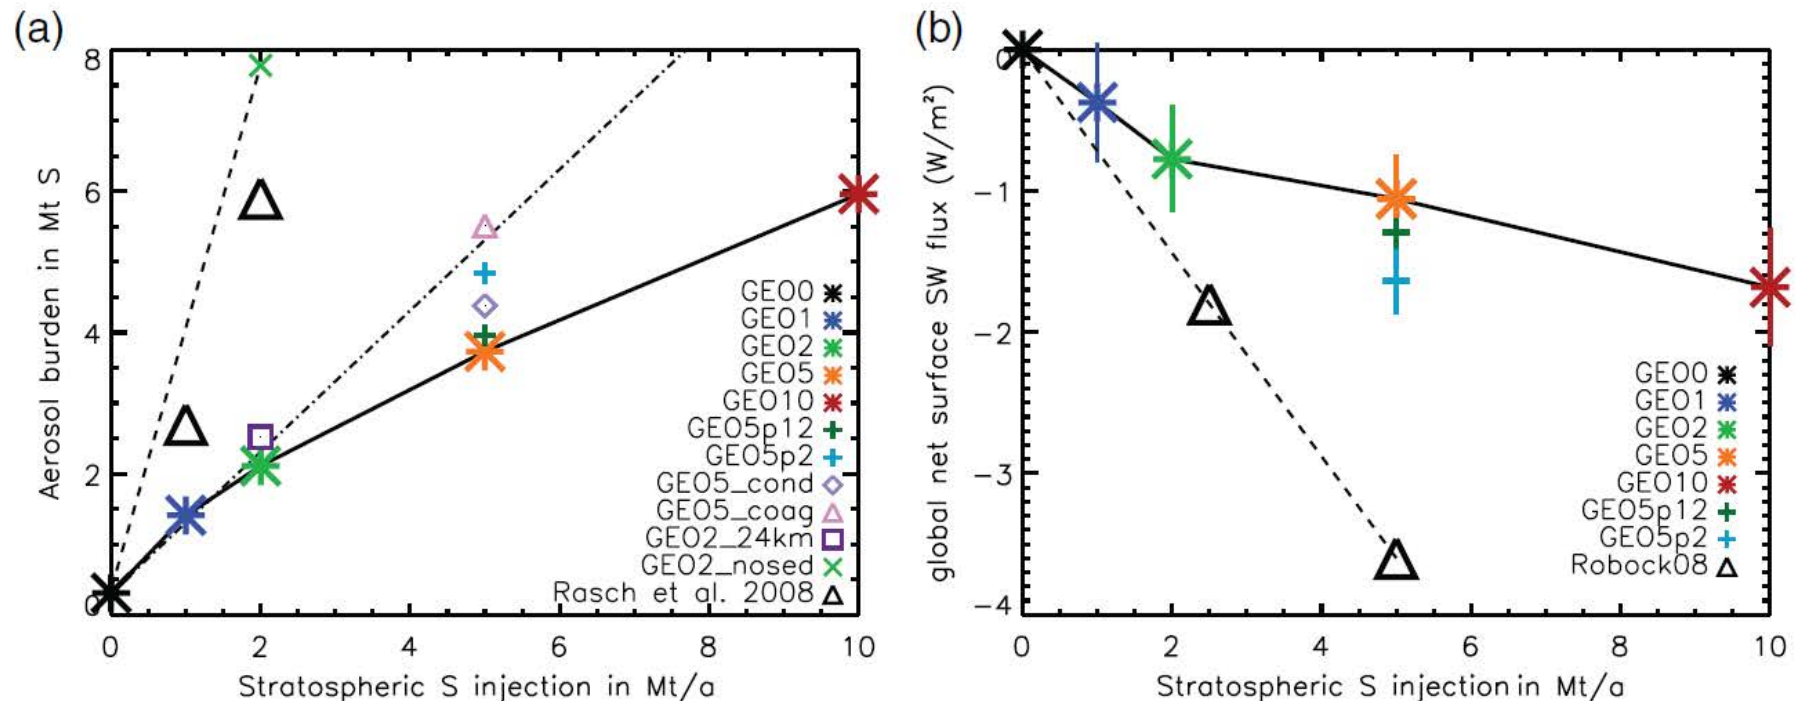 (a)
8
6
4
2
0
Aerosol burden in Mt S
GEO0
GEO1
GEO2
GEO5
GEO10
GEO5p12
GEO5p2
GEO5_cond
GEO5_coag
GEO2_24km
GEO2_nosed
Rasch et al. 2008
0 2 4 6 8 10
Stratospheric S injection in Mt/a
(b)
0
−1
−2
−3
−4
global net surface SW flux (W/m²)
GEO0
GEO1
GEO2
GEO5
GEO10
GEO5p12
GEO5p2
Robock08
0 2 4 6 8 10
Stratospheric S injection in Mt/a